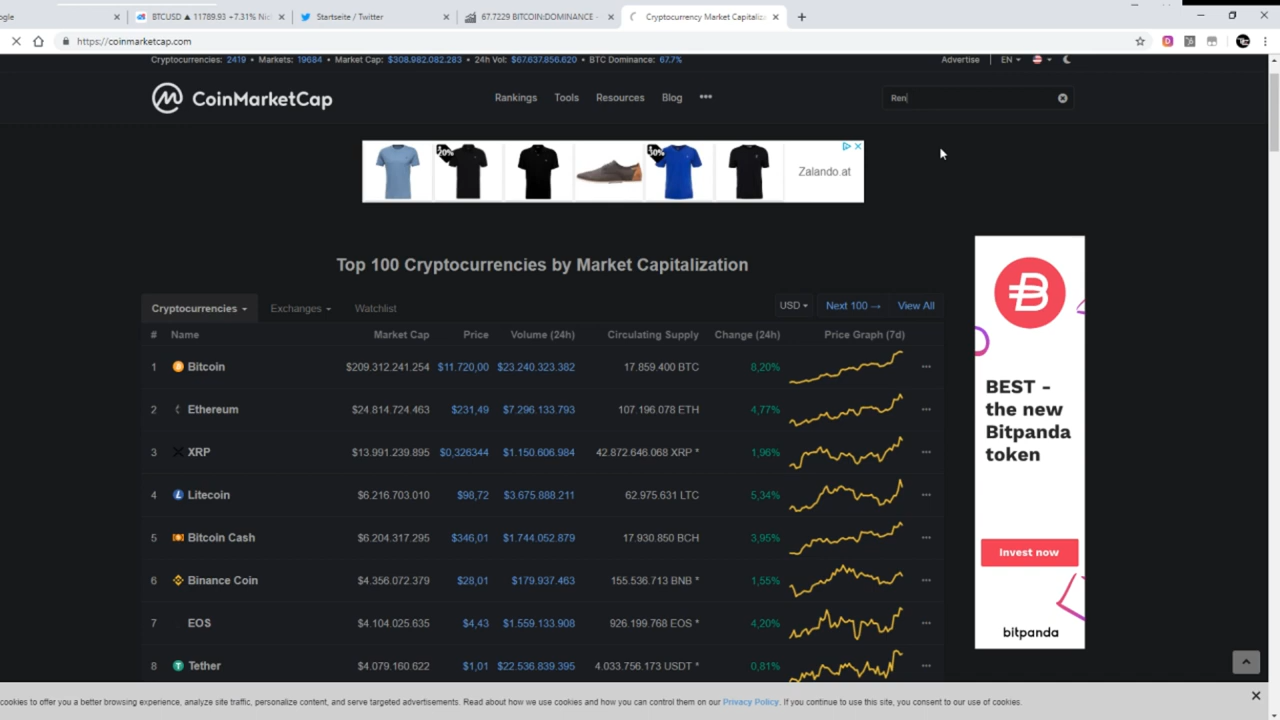 ogle
BTCUSD ▲ 11789.93 +7.31% Ni
Startseite / Twitter
67.7229 BITCOIN:DOMINANCE -
Cryptocurrency Market Capitaliz
https://coinmarketcap.com
Cryptocurrencies: 2419 • Markets: 19684 • Market Cap: $308.982.082.283 • 24h Vol: $67.637.856.620 • BTC Dominance: 67.7%
Advertise EN
CoinMarketCap
Rankings Tools Resources Blog •••
Ren
20%
30%
Zalando.at
Top 100 Cryptocurrencies by Market Capitalization
Cryptocurrencies Exchanges Watchlist
USD Next 100 → View All
# Name Market Cap Price Volume (24h) Circulating Supply Change (24h) Price Graph (7d)
1 Bitcoin $209.312.241.254 $11.720,00 $23.240.323.382 17.859.400 BTC 8,20%
2 Ethereum $24.814.724.463 $231,49 $7.296.133.793 107.196.078 ETH 4,77%
3 XRP $13.991.239.895 $0,326344 $1.150.606.984 42.872.646.068 XRP * 1,96%
4 Litecoin $6.216.703.010 $98,72 $3.675.888.211 62.975.631 LTC 5,34%
5 Bitcoin Cash $6.204.317.295 $346,01 $1.744.052.879 17.930.850 BCH 3,95%
6 Binance Coin $4.356.072.379 $28,01 $179.937.463 155.536.713 BNB * 1,55%
7 EOS $4.104.025.635 $4,43 $1.559.133.908 926.199.768 EOS * 4,20%
8 Tether $4.079.160.622 $1,01 $22.536.839.395 4.033.756.173 USDT * 0,81%
BEST -
the new
Bitpanda
token
Invest now
bitpanda
cookies to offer you a better browsing experience, analyze site traffic, personalize content, and serve targeted advertisements. Read about how we use cookies and how you can control them on our Privacy Policy. If you continue to use this site, you consent to our use of cookies.